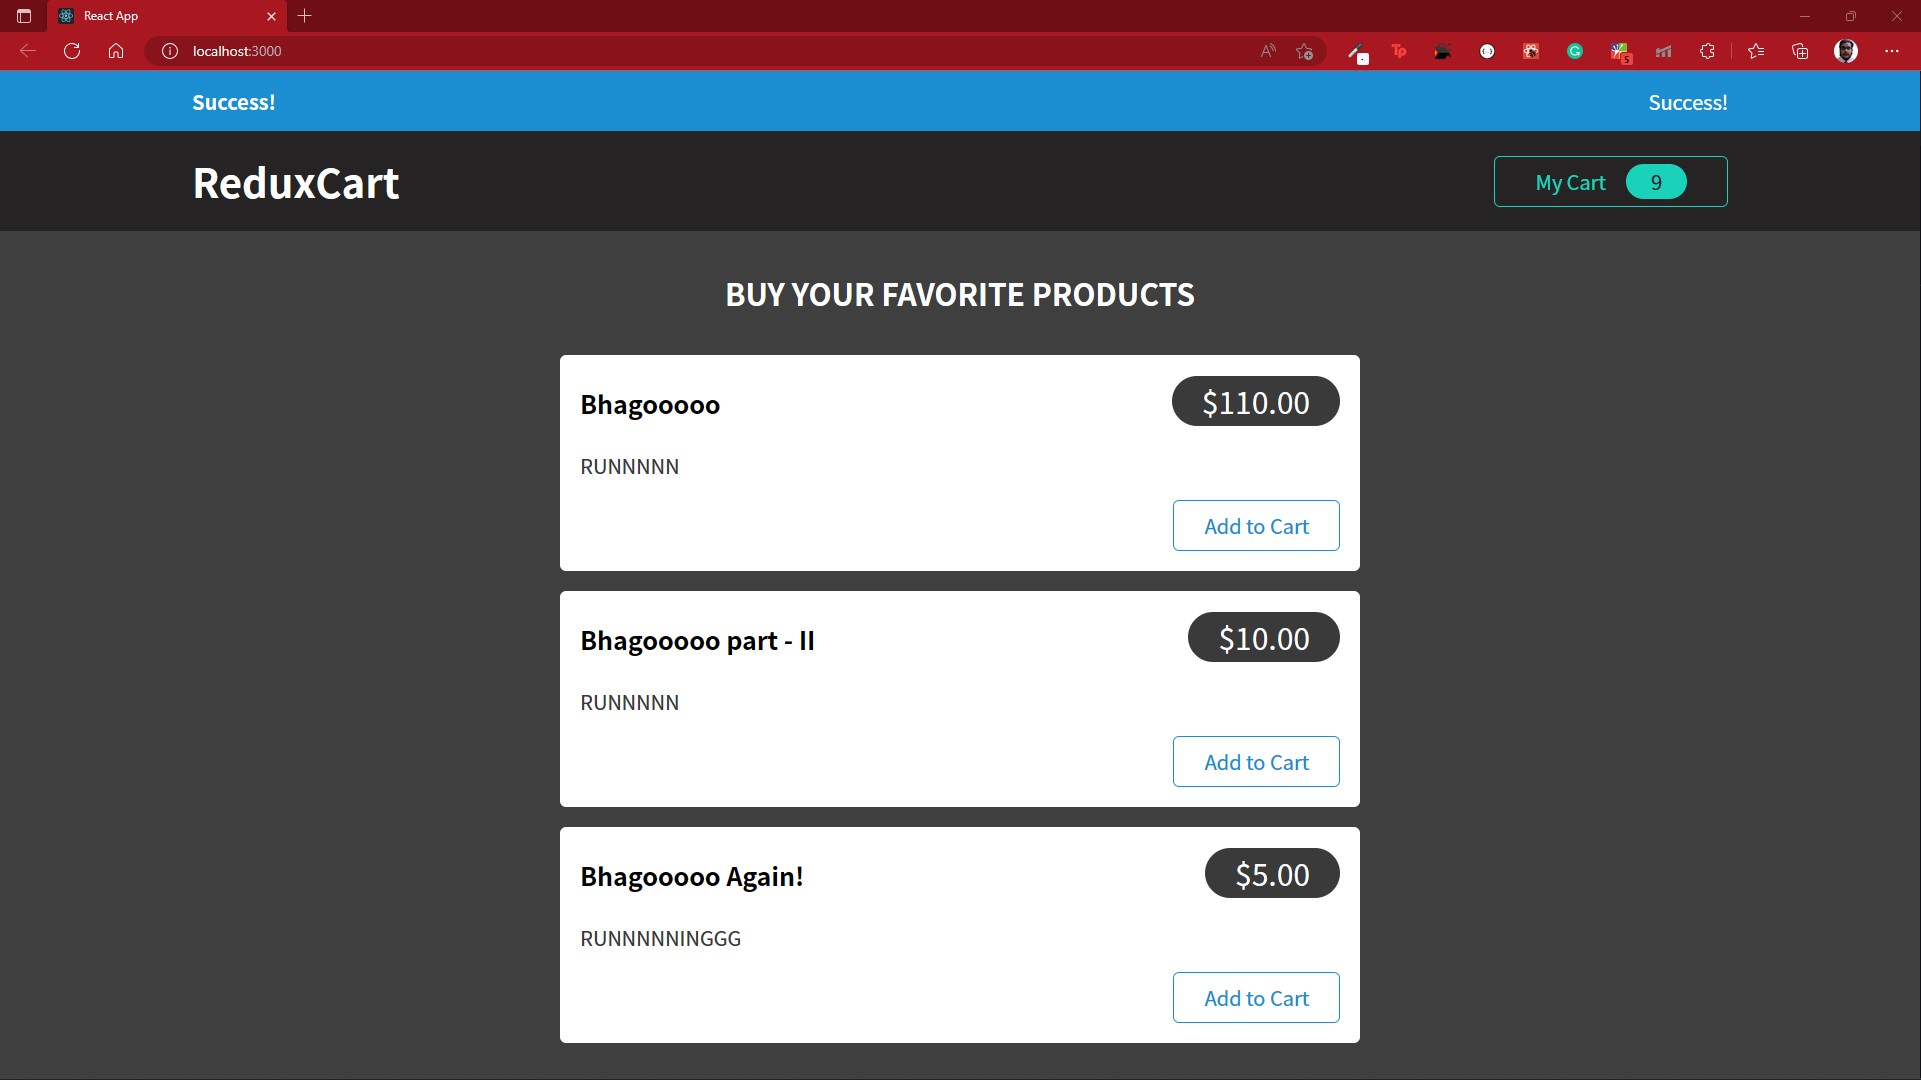 React App
localhost:3000
Success! Success!
ReduxCart
My Cart 9
BUY YOUR FAVORITE PRODUCTS
Bhagooooo $110.00
RUNNNNN
Add to Cart
Bhagooooo part - II $10.00
RUNNNNN
Add to Cart
Bhagooooo Again! $5.00
RUNNNNNINGGG
Add to Cart